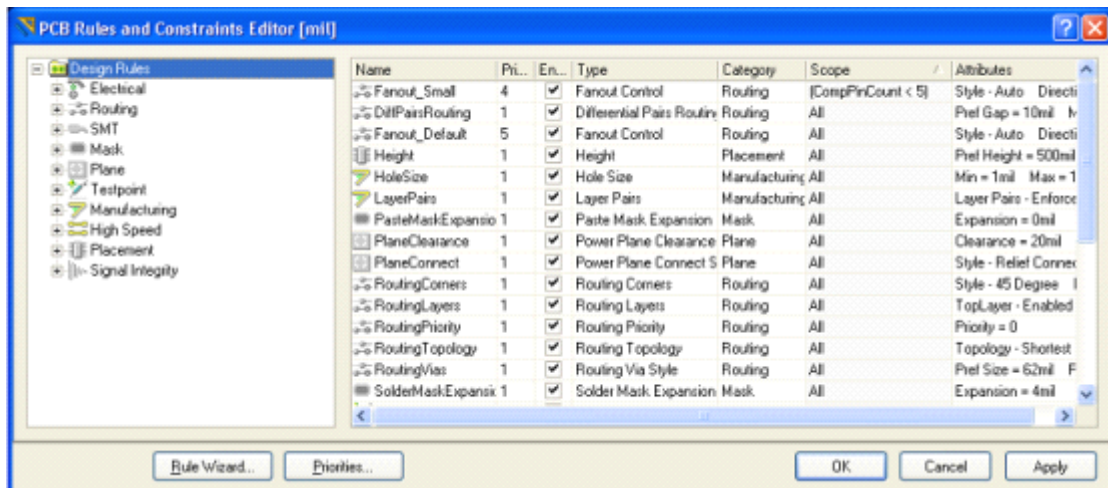 PCB Rules and Constraints Editor [mil]
Design Rules
Electrical
Routing
SMT
Mask
Plane
Testpoint
Manufacturing
High Speed
Placement
Signal Integrity
Name Pri... En... Type Category Scope Attributes
Fanout_Small 4 Fanout Control Routing (CompPinCount < 5) Style - Auto Directi
DiffPairsRouting 1 Differential Pairs Routin Routing All Pref Gap = 10mil
Fanout_Default 5 Fanout Control Routing All Style - Auto Directi
Height 1 Height Placement All Pref Height = 500mil
HoleSize 1 Hole Size Manufacturing All Min = 1mil Max = 1
LayerPairs 1 Layer Pairs Manufacturing All Layer Pairs - Enforce
PasteMaskExpansio 1 Paste Mask Expansion Mask All Expansion = 0mil
PlaneClearance 1 Power Plane Clearance Plane All Clearance = 20mil
PlaneConnect 1 Power Plane Connect S Plane All Style - Relief Connec
RoutingCorners 1 Routing Corners Routing All Style - 45 Degree
RoutingLayers 1 Routing Layers Routing All TopLayer - Enabled
RoutingPriority 1 Routing Priority Routing All Priority = 0
RoutingTopology 1 Routing Topology Routing All Topology - Shortest
RoutingVias 1 Routing Via Style Routing All Pref Size = 62mil F
SolderMaskExpansi 1 Solder Mask Expansion Mask All Expansion = 4mil
Rule Wizard... Priorities... OK Cancel Apply